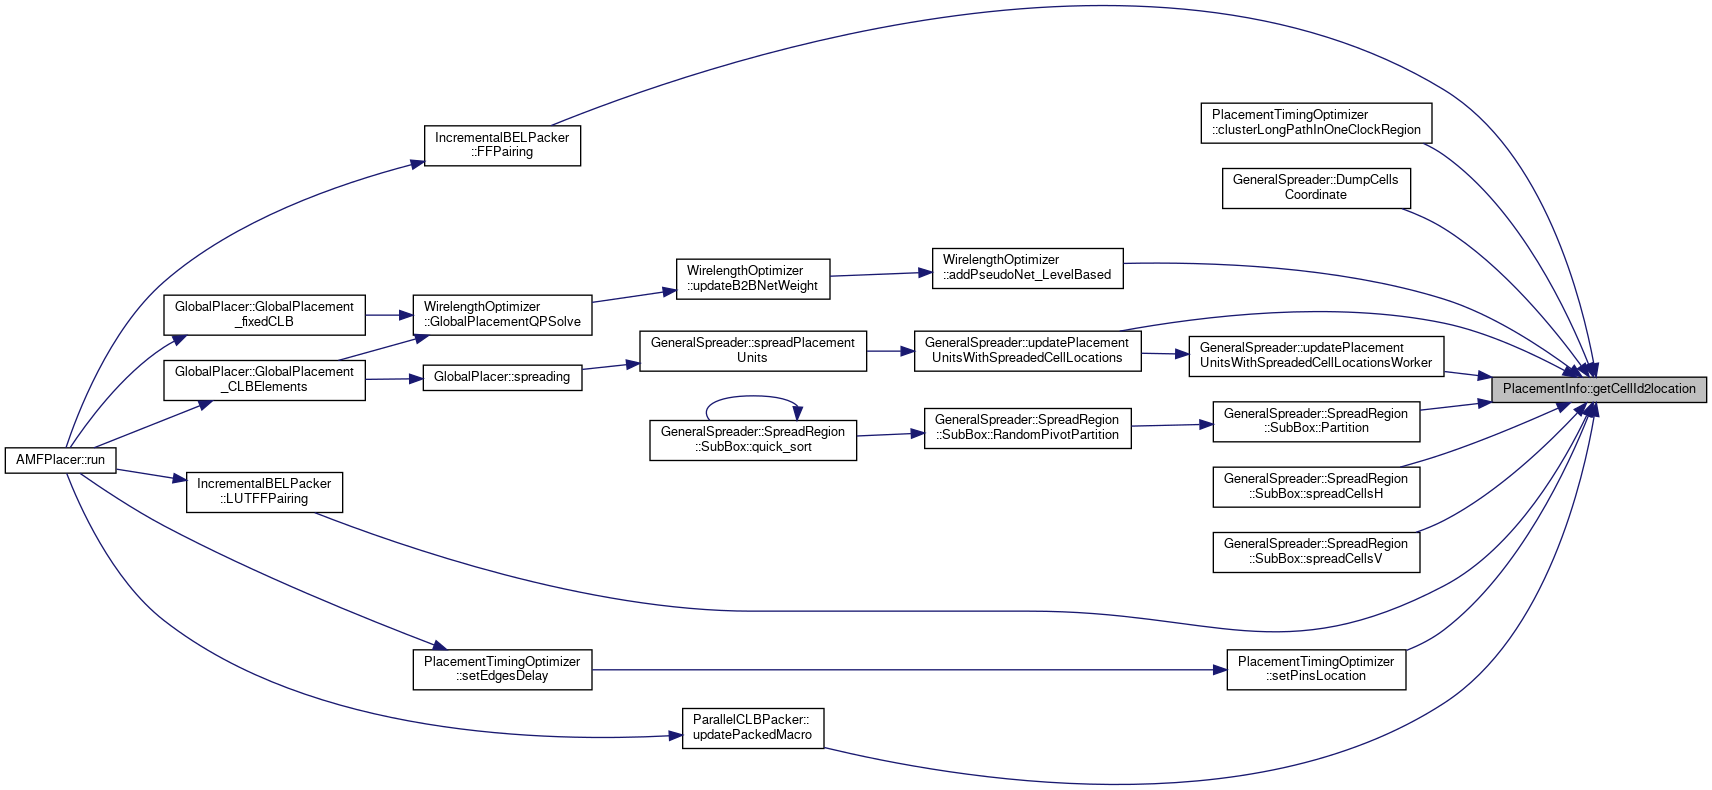 IncrementalBELPacker
::FFPairing
PlacementTimingOptimizer
::clusterLongPathInOneClockRegion
GeneralSpreader::DumpCells
Coordinate
WirelengthOptimizer
::addPseudoNet_LevelBased
WirelengthOptimizer
::updateB2BNetWeight
GlobalPlacer::GlobalPlacement
_fixedCLB
WirelengthOptimizer
::GlobalPlacementQPSolve
GeneralSpreader::spreadPlacement
Units
GeneralSpreader::updatePlacement
UnitsWithSpreadedCellLocations
GeneralSpreader::updatePlacement
UnitsWithSpreadedCellLocationsWorker
GlobalPlacer::GlobalPlacement
_CLBElements
GlobalPlacer::spreading
PlacementInfo::getCellId2location
GeneralSpreader::SpreadRegion
::SubBox::quick_sort
GeneralSpreader::SpreadRegion
::SubBox::RandomPivotPartition
GeneralSpreader::SpreadRegion
::SubBox::Partition
AMFPlacer::run
IncrementalBELPacker
::LUTFFPairing
GeneralSpreader::SpreadRegion
::SubBox::spreadCellsH
GeneralSpreader::SpreadRegion
::SubBox::spreadCellsV
PlacementTimingOptimizer
::setEdgesDelay
PlacementTimingOptimizer
::setPinsLocation
ParallelCLBPacker::
updatePackedMacro